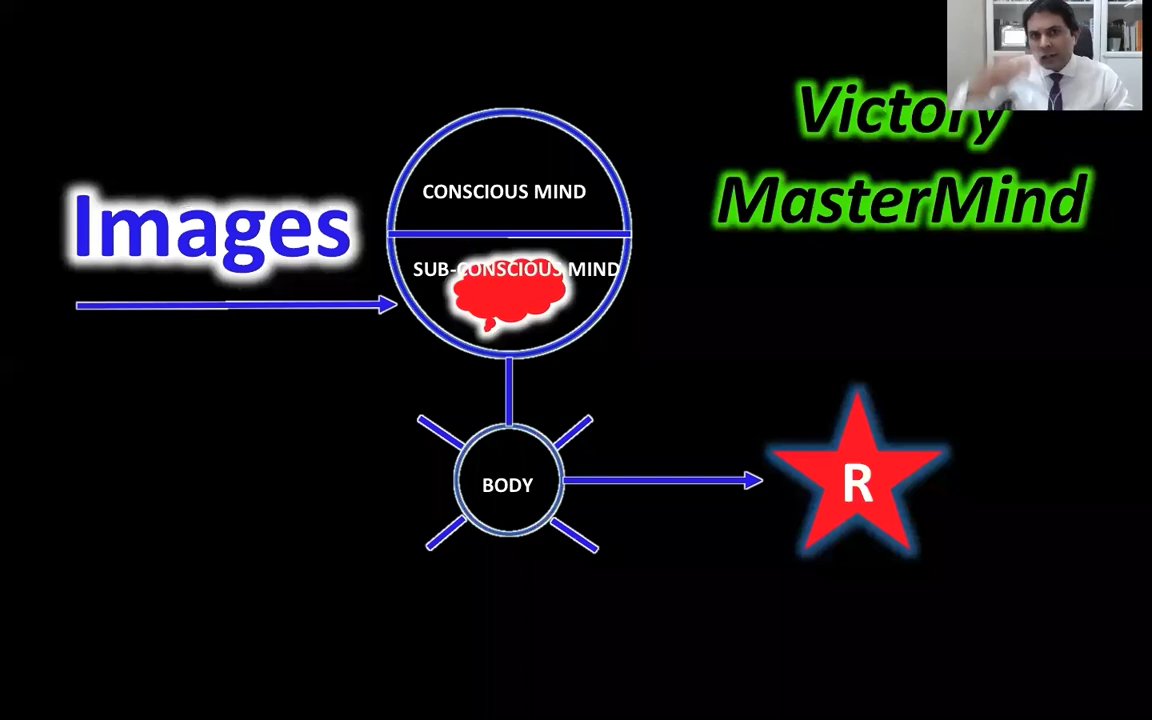 Victory
MasterMind
Images
CONSCIOUS MIND
SUB-CONSCIOUS MIND
BODY
R